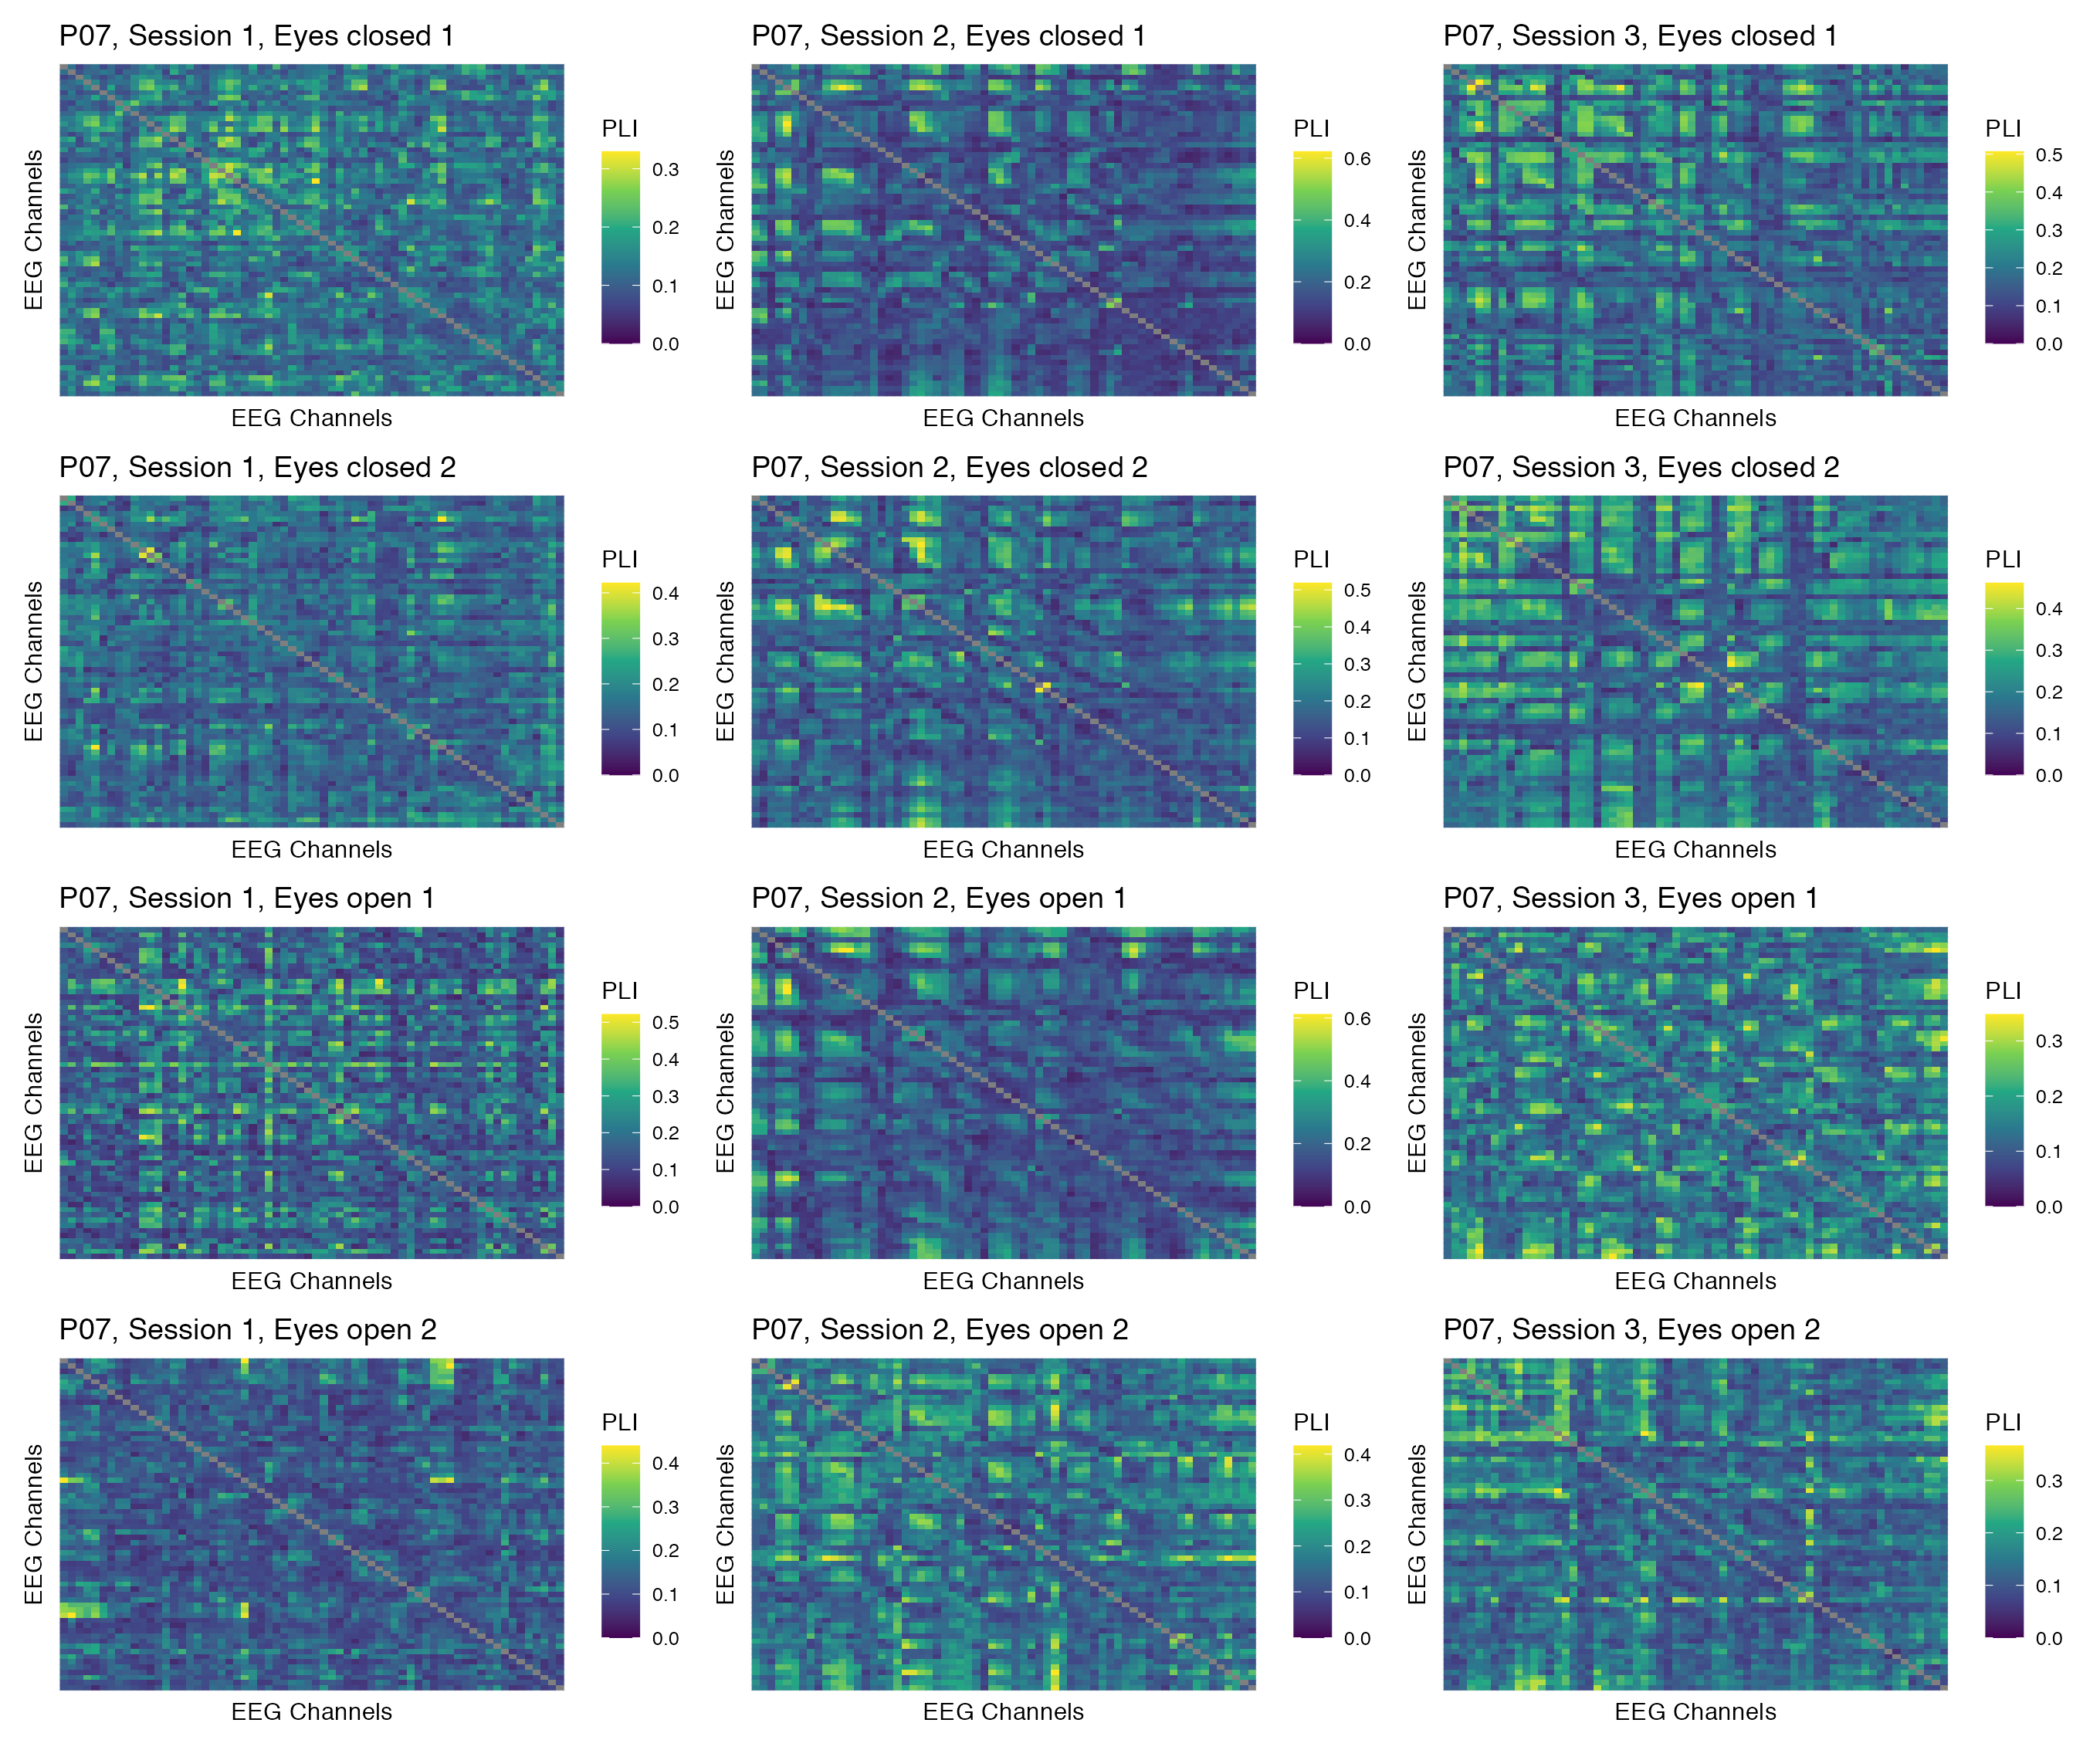 P07, Session 1, Eyes closed 1
P07, Session 2, Eyes closed 1
P07, Session 3, Eyes closed 1
EEG Channels
EEG Channels
PLI
0.3
0.2
0.1
0.0
EEG Channels
EEG Channels
PLI
0.6
0.4
0.2
0.0
EEG Channels
EEG Channels
PLI
0.5
0.4
0.3
0.2
0.1
0.0
P07, Session 1, Eyes closed 2
P07, Session 2, Eyes closed 2
P07, Session 3, Eyes closed 2
EEG Channels
EEG Channels
PLI
0.4
0.3
0.2
0.1
0.0
EEG Channels
EEG Channels
PLI
0.5
0.4
0.3
0.2
0.1
0.0
EEG Channels
EEG Channels
PLI
0.4
0.3
0.2
0.1
0.0
P07, Session 1, Eyes open 1
P07, Session 2, Eyes open 1
P07, Session 3, Eyes open 1
EEG Channels
EEG Channels
PLI
0.5
0.4
0.3
0.2
0.1
0.0
EEG Channels
EEG Channels
PLI
0.6
0.4
0.2
0.0
EEG Channels
EEG Channels
PLI
0.3
0.2
0.1
0.0
P07, Session 1, Eyes open 2
P07, Session 2, Eyes open 2
P07, Session 3, Eyes open 2
EEG Channels
EEG Channels
PLI
0.4
0.3
0.2
0.1
0.0
EEG Channels
EEG Channels
PLI
0.4
0.3
0.2
0.1
0.0
EEG Channels
EEG Channels
PLI
0.3
0.2
0.1
0.0